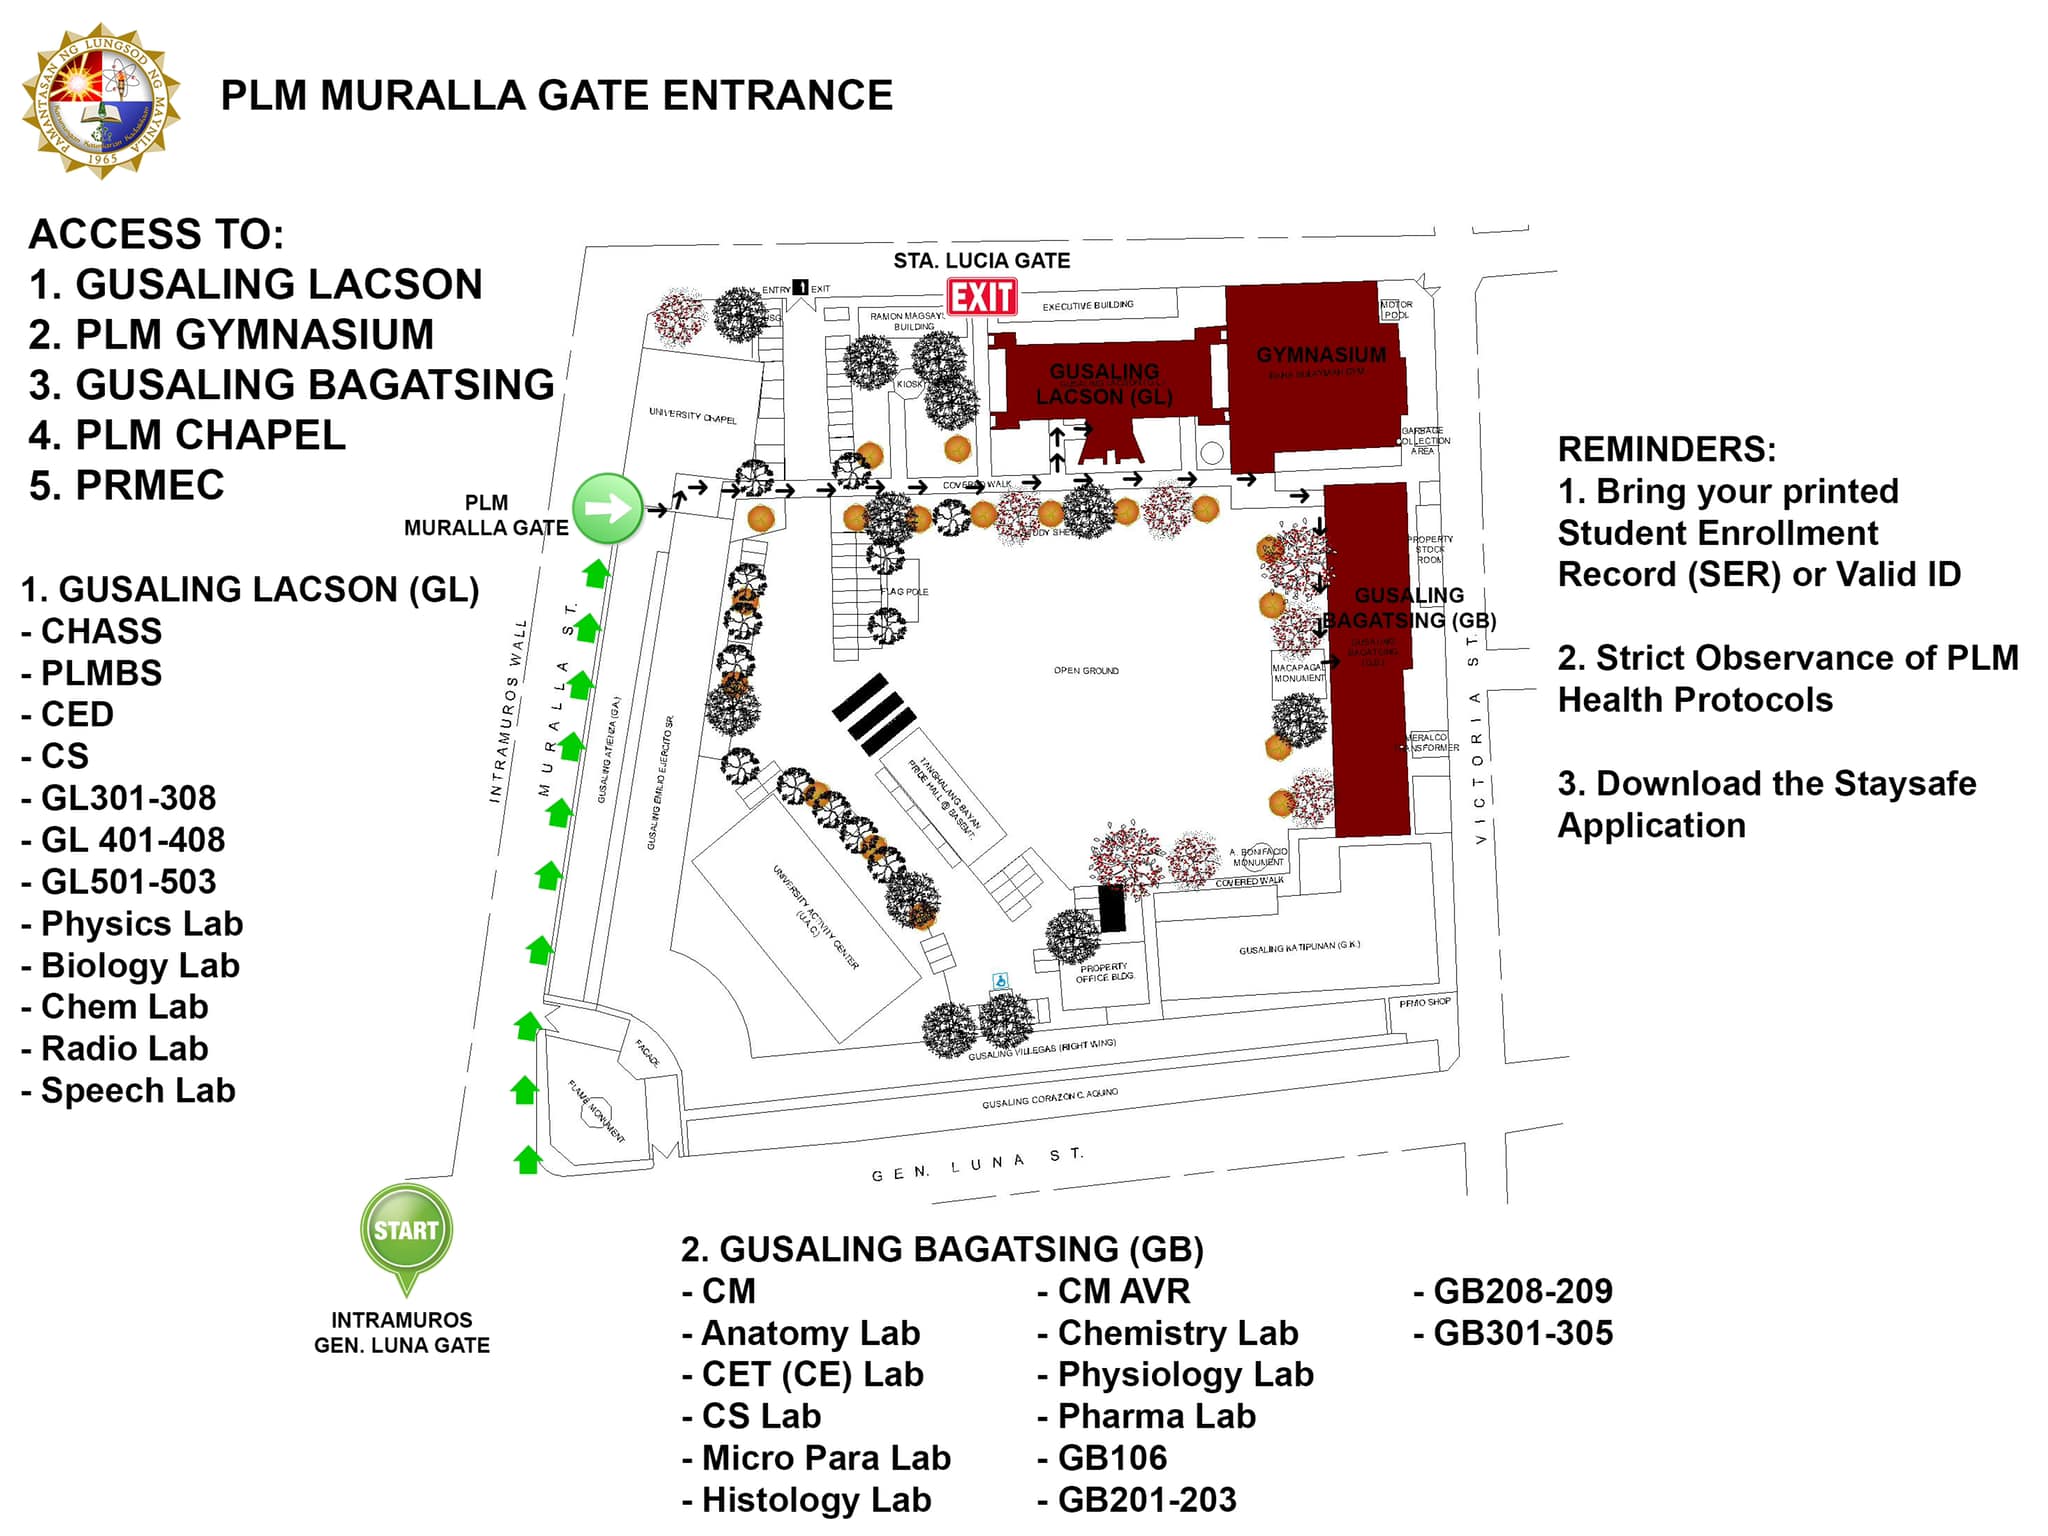 PAMANTASAN NG LUNGSOD NG MAYNILA
1965
PLM MURALLA GATE ENTRANCE
ACCESS TO:
1. GUSALING LACSON
2. PLM GYMNASIUM
3. GUSALING BAGATSING
4. PLM CHAPEL
5. PRMEC
PLM
MURALLA GATE
1. GUSALING LACSON (GL)
- CHASS
- PLMBS
- CED
- CS
- GL301-308
- GL 401-408
- GL501-503
- Physics Lab
- Biology Lab
- Chem Lab
- Radio Lab
- Speech Lab
STA. LUCIA GATE
EXIT
ENTRY
EXIT
RAMON MAGSAY
BUILDING
EXECUTIVE BUILDING
MOTOR
POOL
KIOSK
GUSALING
LACSON (GL)
GYMNASIUM
UNIVERSITY CHAPEL
GARBAGE
COLLECTION
AREA
COVERED WALK
PROPERTY
STOCK
ROOM
FLAG POLE
GUSALING
BAGATSING (GB)
GUSALING
BAGATSING
(G.B.)
OPEN GROUND
MACAPAGAL
MONUMENT
MERALCO
TRANSFORMER
INTRAMUROS WALL
MURALLA ST.
GUSALING ATIENZA (GA)
GUSALING EMILIO EJERCITO SR.
TANGHALANG BAYAN
PRIDE HALL @ BASEMT.
VICTORIA ST.
UNIVERSITY ACTIVITY CENTER
(U.A.C.)
A. BONIFACIO
MONUMENT
COVERED WALK
GUSALING KATIPUNAN (G.K.)
PROPERTY
OFFICE BLDG.
PFMO SHOP
FACADE
FLAME MONUMENT
GUSALING VILLEGAS (RIGHT WING)
GUSALING CORAZON C. AQUINO
GEN. LUNA ST.
START
INTRAMUROS
GEN. LUNA GATE
REMINDERS:
1. Bring your printed
Student Enrollment
Record (SER) or Valid ID
2. Strict Observance of PLM
Health Protocols
3. Download the Staysafe
Application
2. GUSALING BAGATSING (GB)
- CM
- Anatomy Lab
- CET (CE) Lab
- CS Lab
- Micro Para Lab
- Histology Lab
- CM AVR
- Chemistry Lab
- Physiology Lab
- Pharma Lab
- GB106
- GB201-203
- GB208-209
- GB301-305